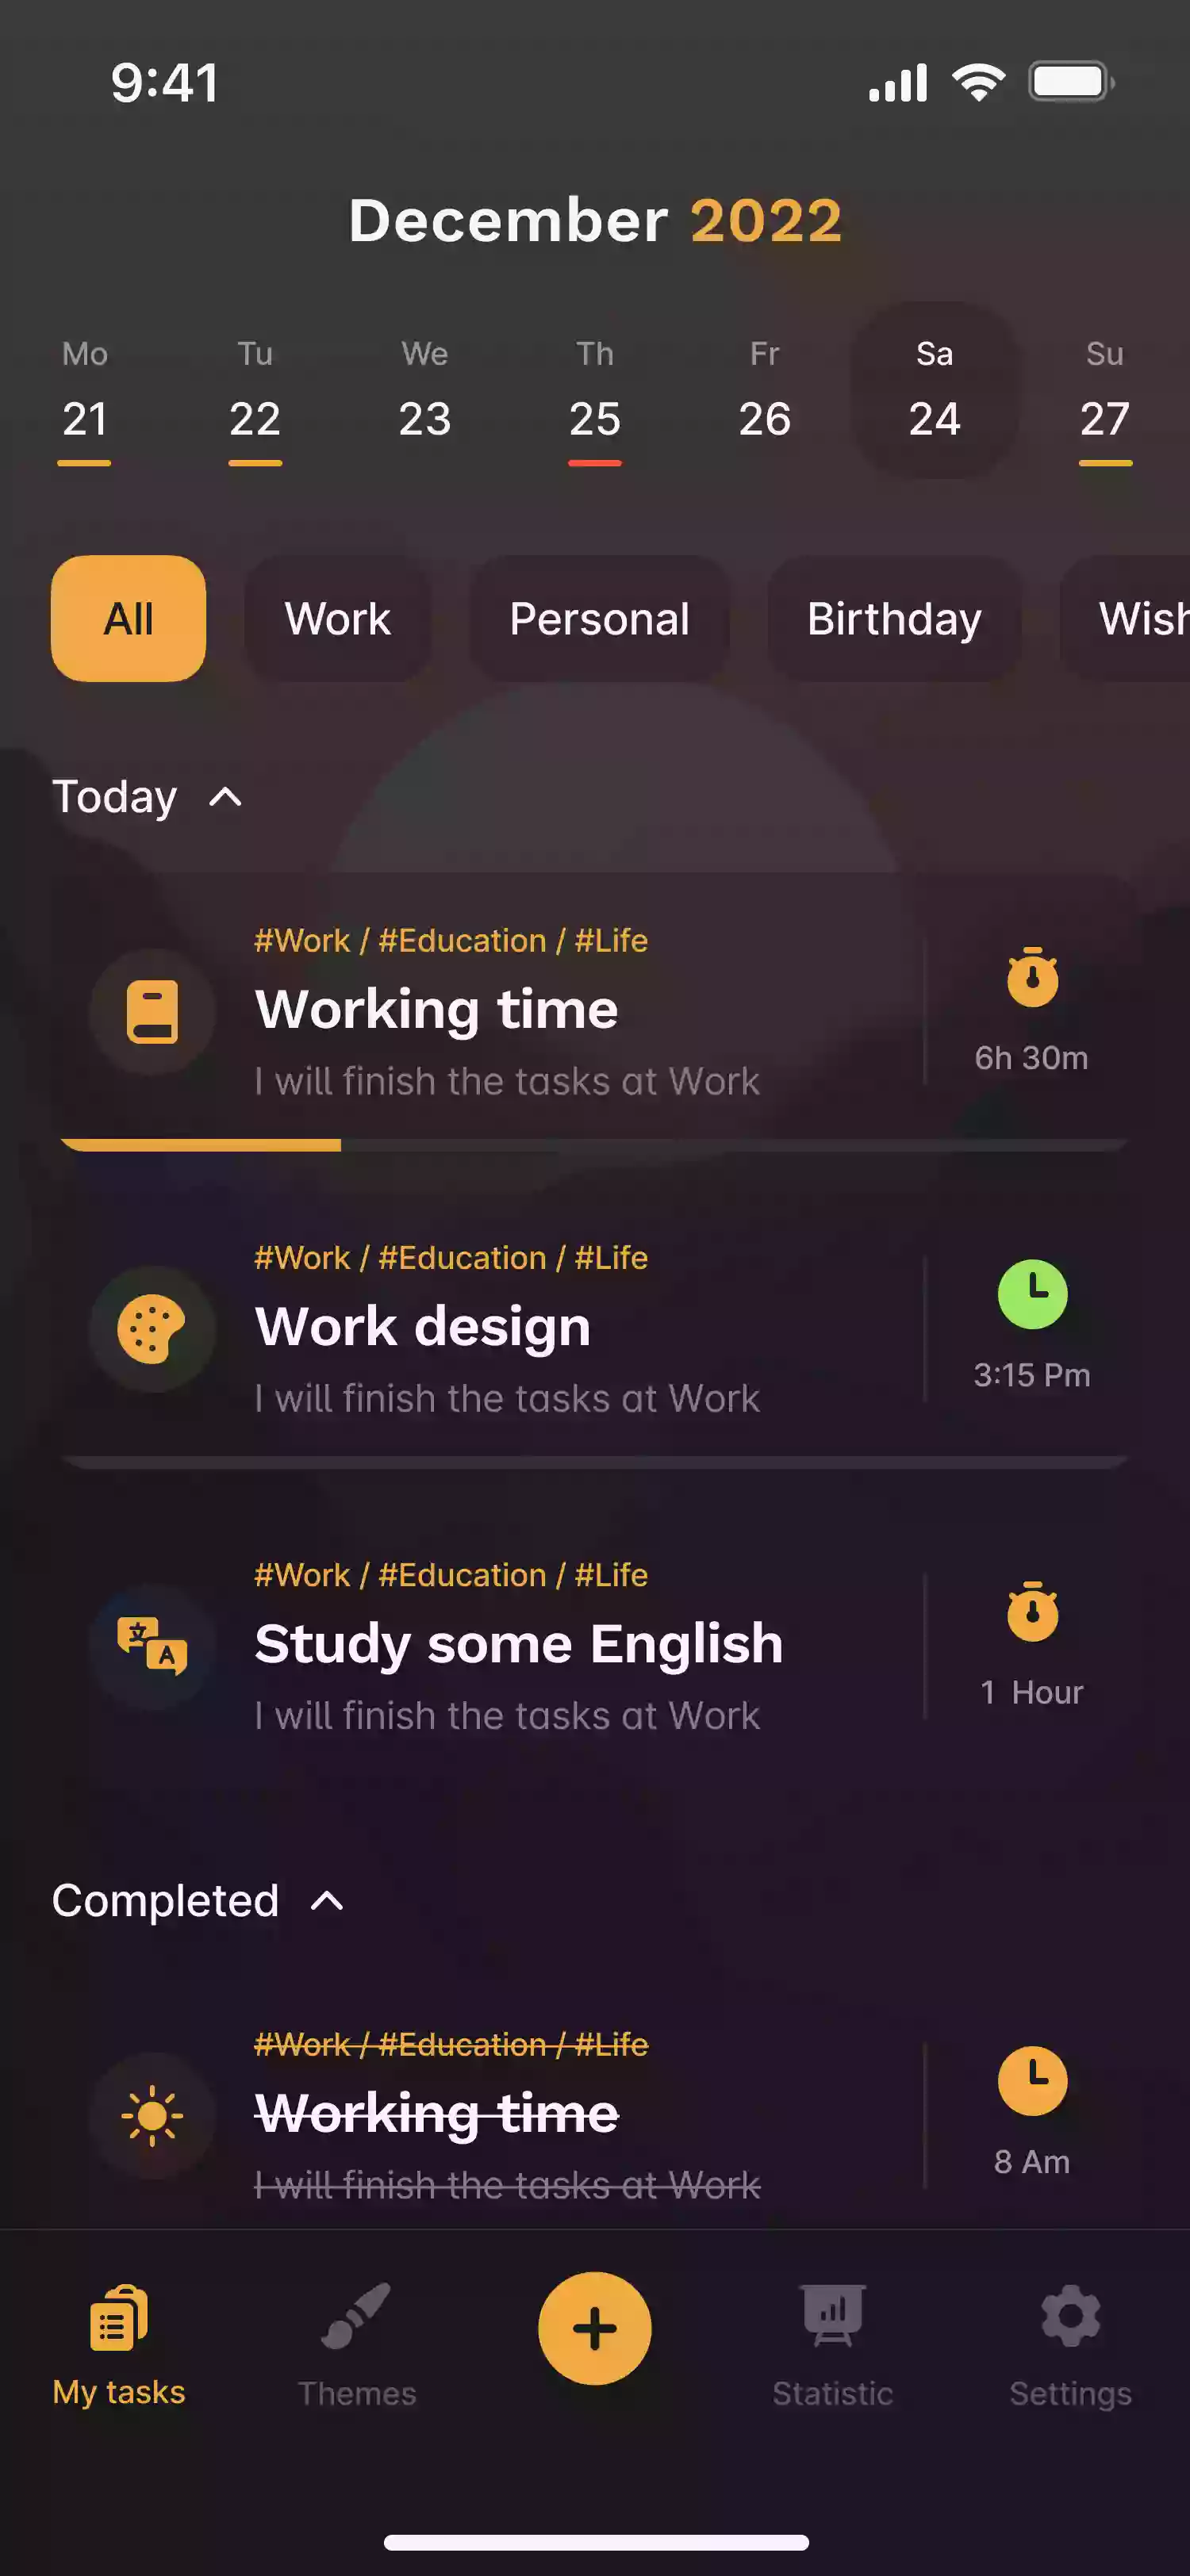 9:41
December 2022
Mo Tu We Th Fr Sa Su
21 22 23 25 26 24 27
All Work Personal Birthday Wish
Today
#Work / #Education / #Life
Working time
I will finish the tasks at Work
6h 30m
#Work / #Education / #Life
Work design
I will finish the tasks at Work
3:15 Pm
#Work / #Education / #Life
Study some English
I will finish the tasks at Work
1 Hour
Completed
#Work / #Education / #Life
Working time
I will finish the tasks at Work
8 Am
My tasks Themes Statistic Settings